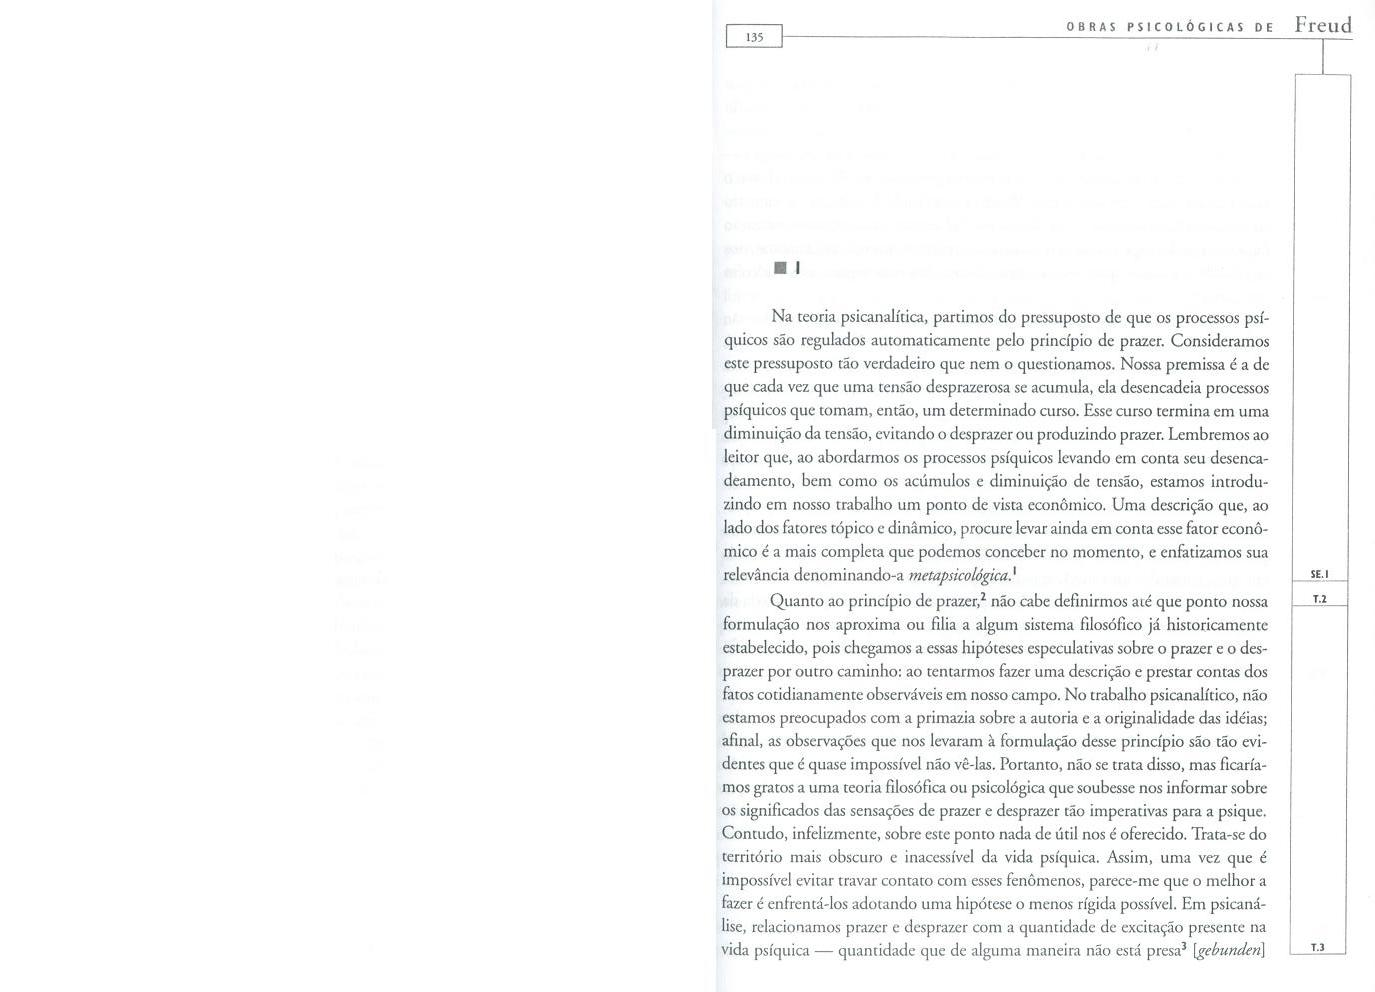 135
OBRAS PSICOLÓGICAS DE Freud
I
Na teoria psicanalítica, partimos do pressuposto de que os processos psí-
quicos são regulados automaticamente pelo princípio de prazer. Consideramos
este pressuposto tão verdadeiro que nem o questionamos. Nossa premissa é a de
que cada vez que uma tensão desprazerosa se acumula, ela desencadeia processos
psíquicos que tomam, então, um determinado curso. Esse curso termina em uma
diminuição da tensão, evitando o desprazer ou produzindo prazer. Lembremos ao
leitor que, ao abordarmos os processos psíquicos levando em conta seu desenca-
deamento, bem como os acúmulos e diminuição de tensão, estamos introdu-
zindo em nosso trabalho um ponto de vista econômico. Uma descrição que, ao
lado dos fatores tópico e dinâmico, procure levar ainda em conta esse fator econô-
mico é a mais completa que podemos conceber no momento, e enfatizamos sua
relevância denominando-a metapsicológica.¹
SE.I
Quanto ao princípio de prazer,² não cabe definirmos até que ponto nossa
T.2
formulação nos aproxima ou filia a algum sistema filosófico já historicamente
estabelecido, pois chegamos a essas hipóteses especulativas sobre o prazer e o des-
prazer por outro caminho: ao tentarmos fazer uma descrição e prestar contas dos
fatos cotidianamente observáveis em nosso campo. No trabalho psicanalítico, não
estamos preocupados com a primazia sobre a autoria e a originalidade das idéias;
afinal, as observações que nos levaram à formulação desse princípio são tão evi-
dentes que é quase impossível não vê-las. Portanto, não se trata disso, mas ficaría-
mos gratos a uma teoria filosófica ou psicológica que soubesse nos informar sobre
os significados das sensações de prazer e desprazer tão imperativas para a psique.
Contudo, infelizmente, sobre este ponto nada de útil nos é oferecido. Trata-se do
território mais obscuro e inacessível da vida psíquica. Assim, uma vez que é
impossível evitar travar contato com esses fenômenos, parece-me que o melhor a
fazer é enfrentá-los adotando uma hipótese o menos rígida possível. Em psicaná-
lise, relacionamos prazer e desprazer com a quantidade de excitação presente na
vida psíquica — quantidade que de alguma maneira não está presa³ [gebunden]
T.3